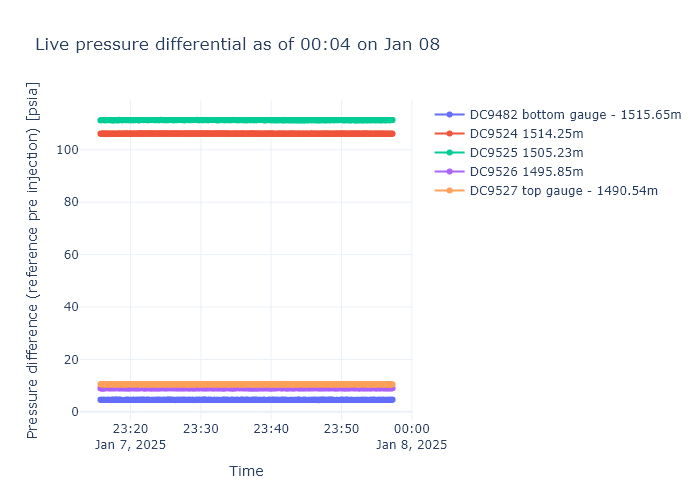 Live pressure differential as of 00:04 on Jan 08
Pressure difference (reference pre injection) [psia]
100
80
60
40
20
0
23:20
Jan 7, 2025
23:30
23:40
23:50
00:00
Jan 8, 2025
Time
DC9482 bottom gauge - 1515.65m
DC9524 1514.25m
DC9525 1505.23m
DC9526 1495.85m
DC9527 top gauge - 1490.54m